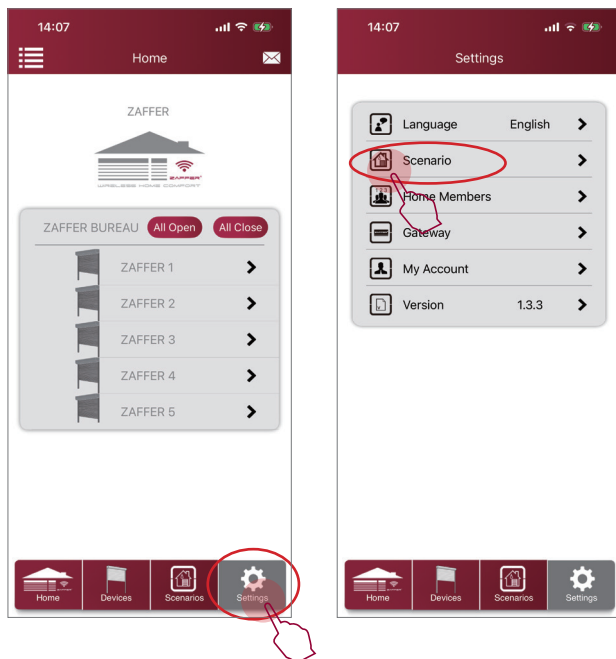 14:07
Home
ZAFFER
ZAFFER
WIRELESS HOME COMFORT
ZAFFER BUREAU All Open All Close
ZAFFER 1
ZAFFER 2
ZAFFER 3
ZAFFER 4
ZAFFER 5
Home Devices Scenarios Settings
14:07
Settings
Language English
Scenario
Home Members
Gateway
My Account
Version 1.3.3
Home Devices Scenarios Settings